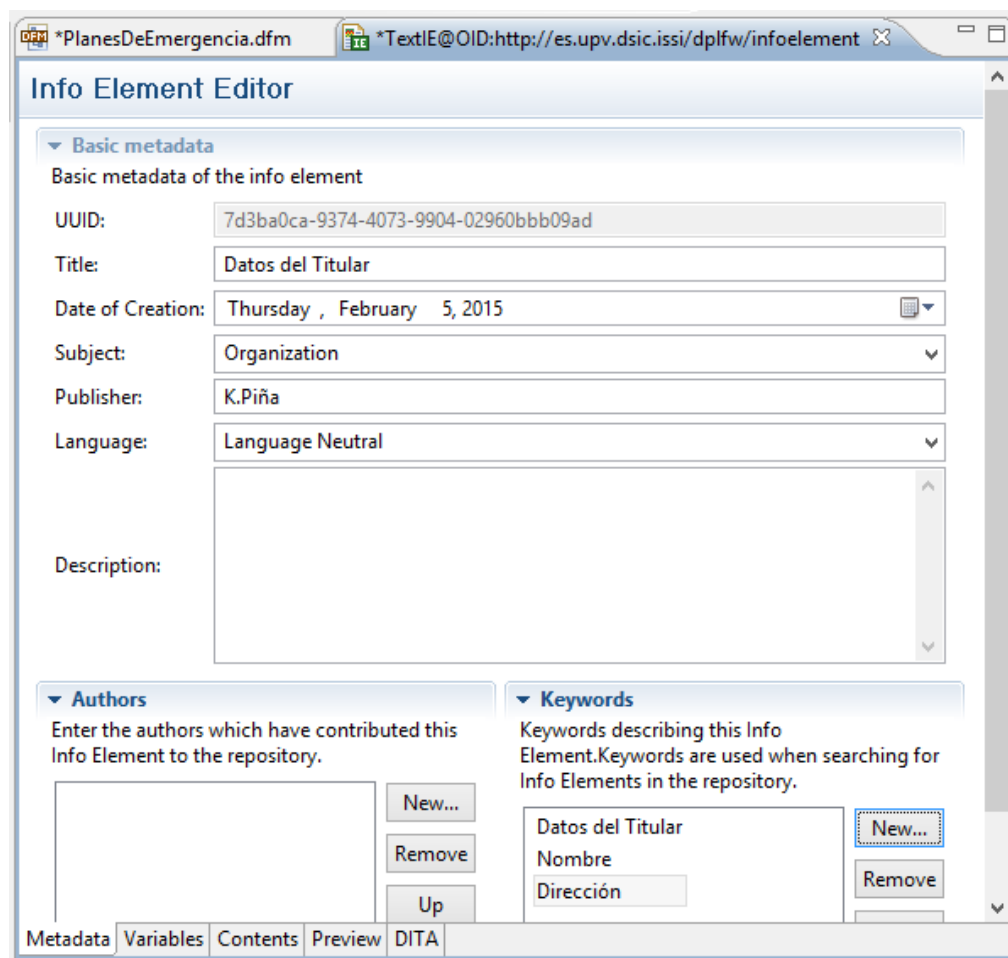 *PlanesDeEmergencia.dfm
*TextIE@OID:http://es.upv.dsic.issi/dplfw/infoelement
Info Element Editor
Basic metadata
Basic metadata of the info element
UUID: 7d3ba0ca-9374-4073-9904-02960bbb09ad
Title: Datos del Titular
Date of Creation: Thursday , February 5, 2015
Subject: Organization
Publisher: K.Piña
Language: Language Neutral
Description:
Authors
Enter the authors which have contributed this
Info Element to the repository.
New...
Remove
Up
Keywords
Keywords describing this Info
Element.Keywords are used when searching for
Info Elements in the repository.
Datos del Titular
Nombre
Dirección
New...
Remove
Metadata Variables Contents Preview DITA